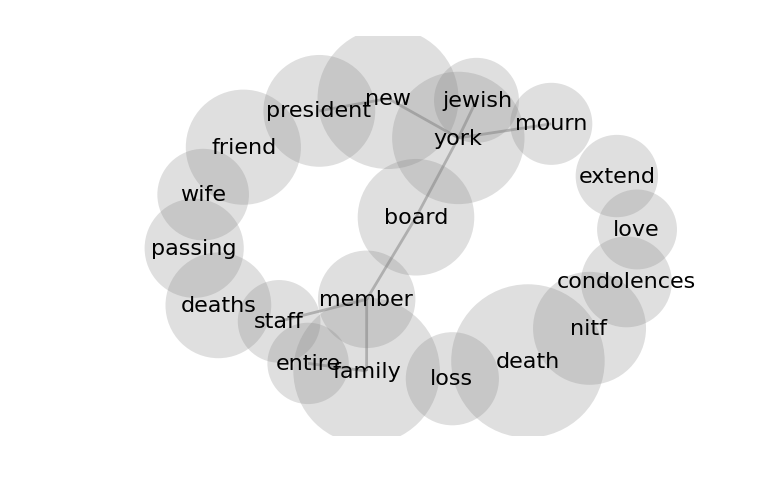 new
jewish
president
mourn
york
friend
extend
wife
board
love
passing
condolences
member
deaths
staff
nitf
death
entire
family
loss